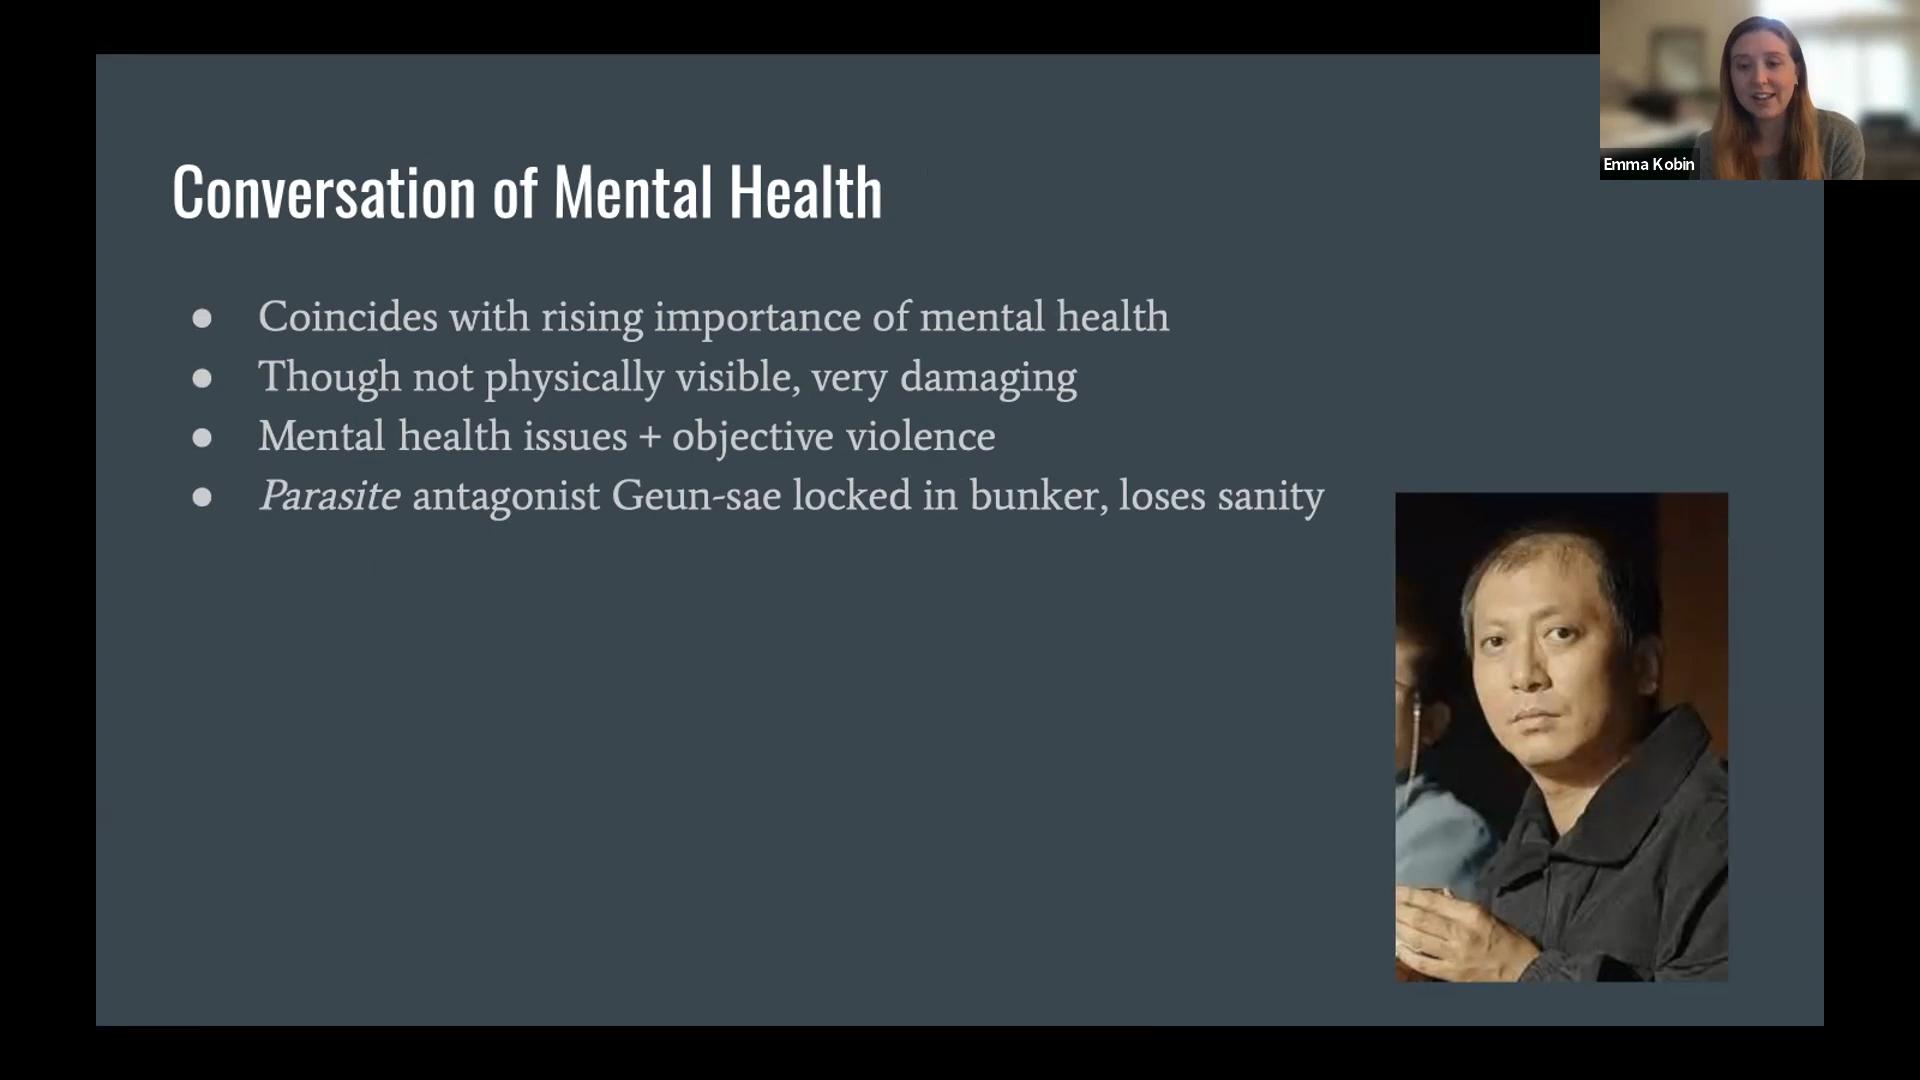 Conversation of Mental Health
● Coincides with rising importance of mental health
● Though not physically visible, very damaging
● Mental health issues + objective violence
● Parasite antagonist Geun-sae locked in bunker, loses sanity
Emma Kobin